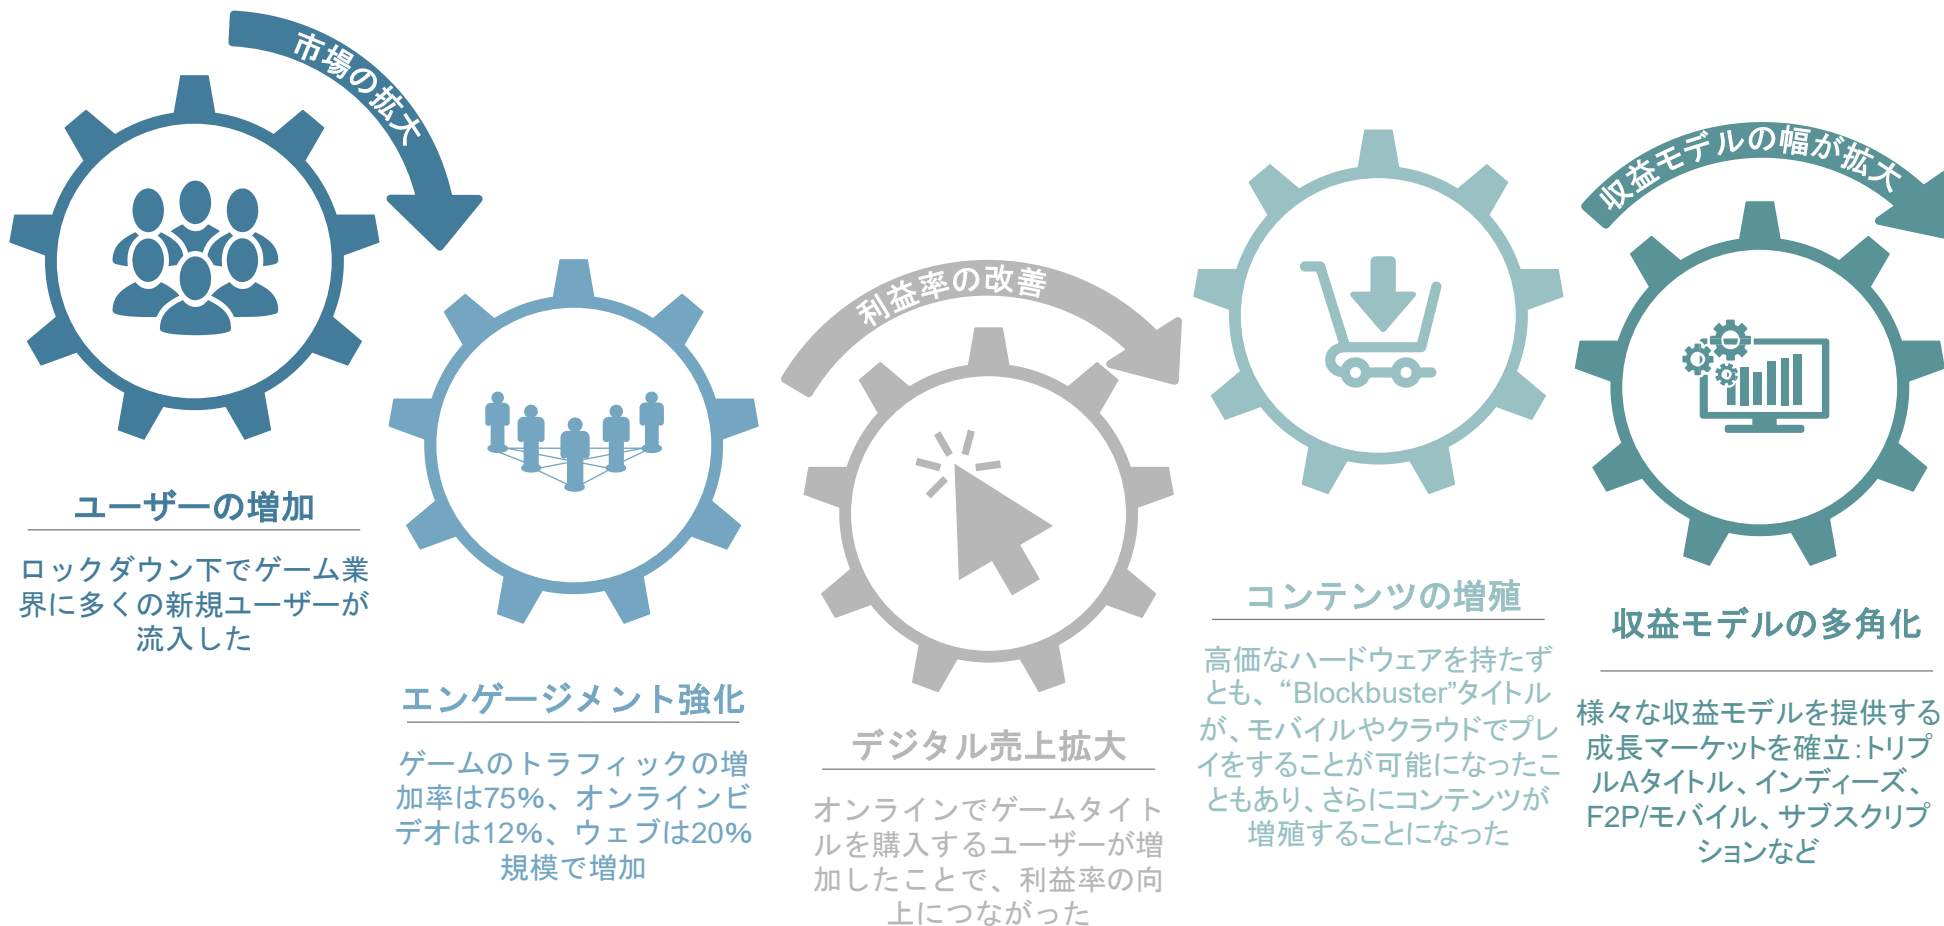 市場の拡大
ユーザーの増加
ロックダウン下でゲーム業
界に多くの新規ユーザーが
流入した
エンゲージメント強化
ゲームのトラフィックの増
加率は75%、オンラインビ
デオは12%、ウェブは20%
規模で増加
利益率の改善
デジタル売上拡大
オンラインでゲームタイト
ルを購入するユーザーが増
加したことで、利益率の向
上につながった
コンテンツの増殖
高価なハードウェアを持たず
とも、“Blockbuster”タイトル
が、モバイルやクラウドでプレ
イをすることが可能になったこ
ともあり、さらにコンテンツが
増殖することになった
収益モデルの幅が拡大
収益モデルの多角化
様々な収益モデルを提供する
成長マーケットを確立：トリプ
ルAタイトル、インディーズ、
F2P/モバイル、サブスクリプ
ションなど